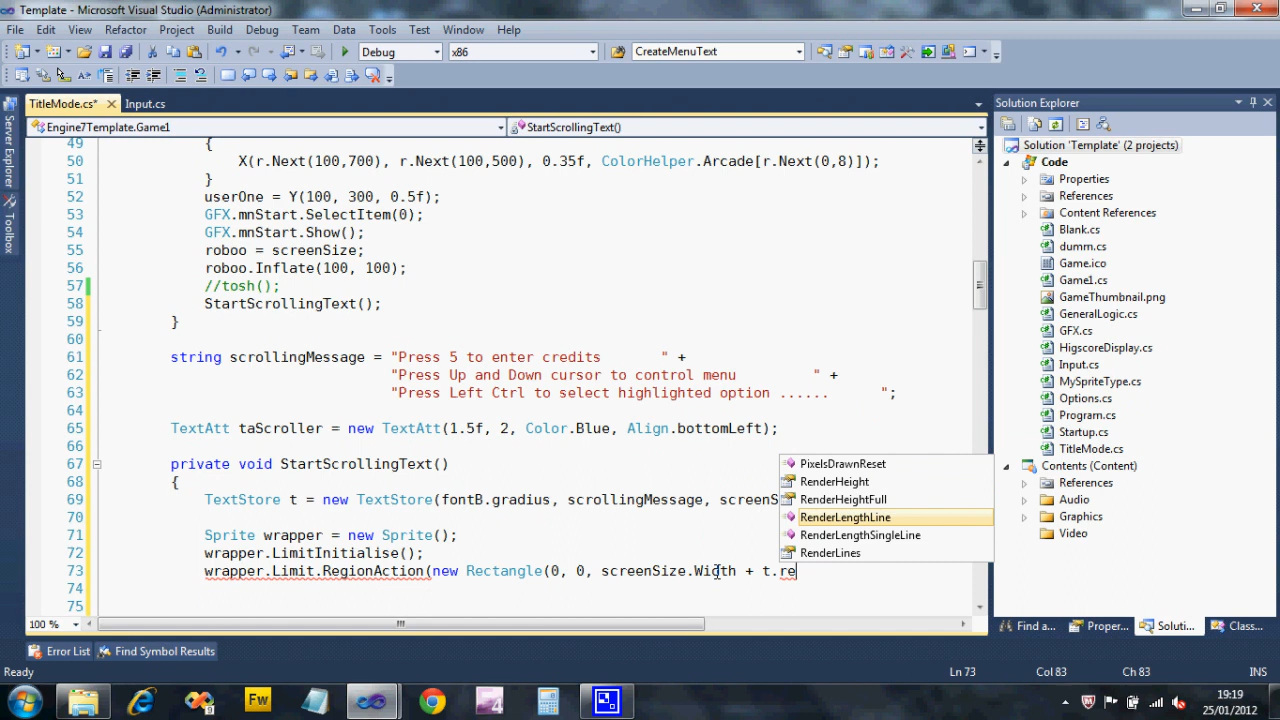 Template - Microsoft Visual Studio (Administrator)
File Edit View Refactor Project Build Debug Team Data Tools Test Window Help
Debug x86 CreateMenuText
TitleMode.cs* Input.cs
Engine7Template.Game1 StartScrollingText()
49 {
50 X(r.Next(100,700), r.Next(100,500), 0.35f, ColorHelper.Arcade[r.Next(0,8)]);
51 }
52 userOne = Y(100, 300, 0.5f);
53 GFX.mnStart.SelectItem(0);
54 GFX.mnStart.Show();
55 roboo = screenSize;
56 roboo.Inflate(100, 100);
57 //tosh();
58 StartScrollingText();
59 }
60
61 string scrollingMessage = "Press 5 to enter credits       " +
62 "Press Up and Down cursor to control menu         " +
63 "Press Left Ctrl to select highlighted option ......      ";
64
65 TextAtt taScroller = new TextAtt(1.5f, 2, Color.Blue, Align.bottomLeft);
66
67 private void StartScrollingText()
68 {
69 TextStore t = new TextStore(fontB.gradius, scrollingMessage, screenS
70
71 Sprite wrapper = new Sprite();
72 wrapper.LimitInitialise();
73 wrapper.Limit.RegionAction(new Rectangle(0, 0, screenSize.Width + t.re
74
75
PixelsDrawnReset
RenderHeight
RenderHeightFull
RenderLengthLine
RenderLengthSingleLine
RenderLines
100 %
Server Explorer
Toolbox
Solution Explorer
Solution 'Template' (2 projects)
Code
Properties
References
Content References
Blank.cs
dumm.cs
Game.ico
Game1.cs
GameThumbnail.png
GeneralLogic.cs
GFX.cs
HigscoreDisplay.cs
Input.cs
MySpriteType.cs
Options.cs
Program.cs
Startup.cs
TitleMode.cs
Contents (Content)
References
Audio
Graphics
Video
Find a... Proper... Soluti... Class...
Error List Find Symbol Results
Ready Ln 73 Col 83 Ch 83 INS
Fw
19:19
25/01/2012